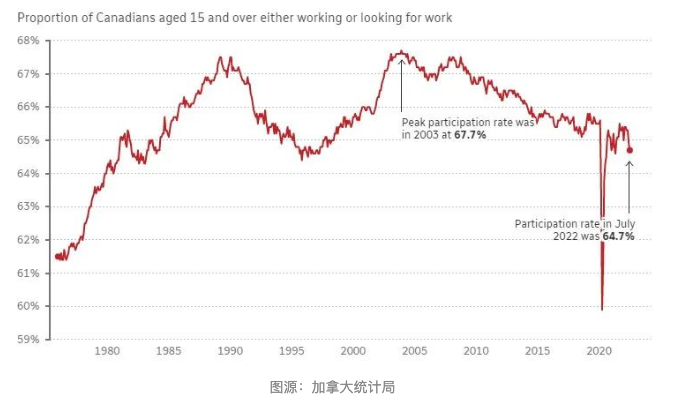 Proportion of Canadians aged 15 and over either working or looking for work
68%
67%
66%
65%
64%
63%
62%
61%
60%
59%
Peak participation rate was
in 2003 at 67.7%
Participation rate in July
2022 was 64.7%
1980 1985 1990 1995 2000 2005 2010 2015 2020
图源：加拿大统计局